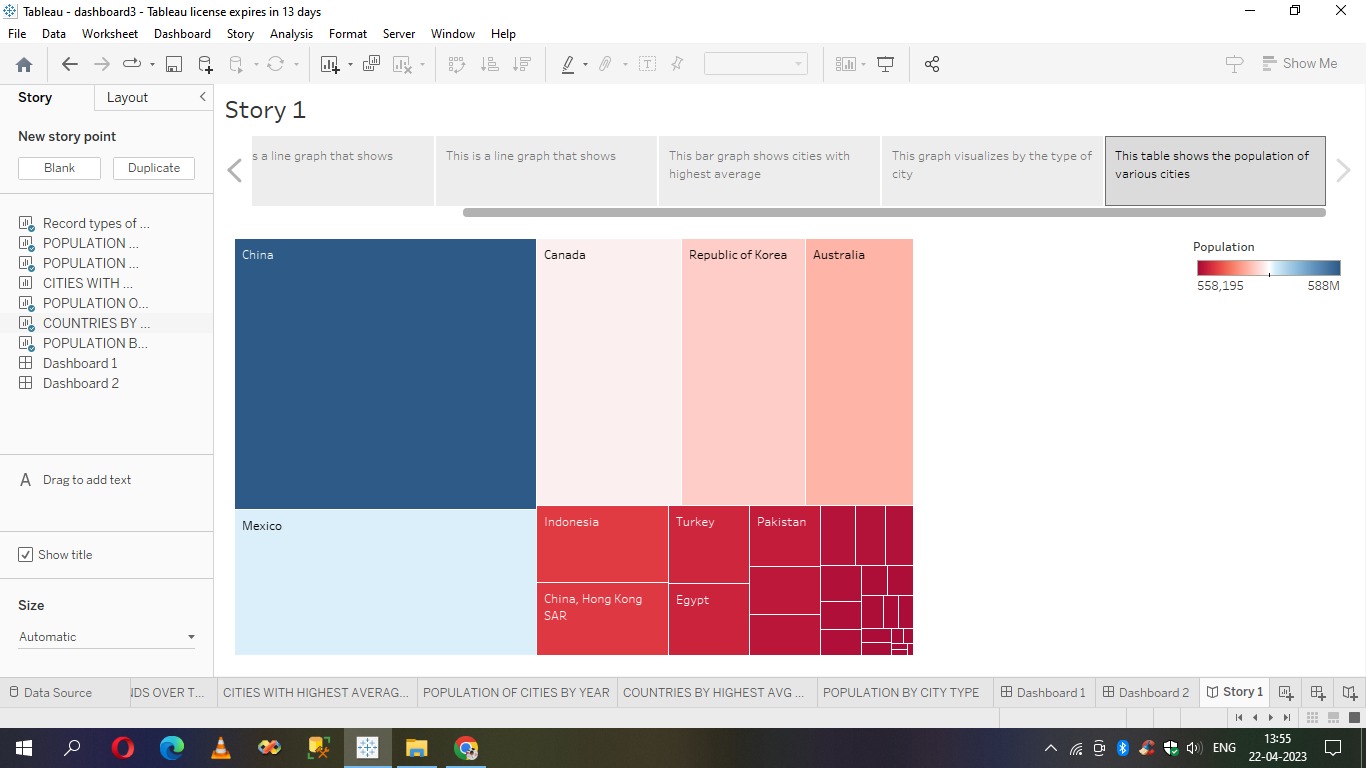 Tableau - dashboard3 - Tableau license expires in 13 days
File Data Worksheet Dashboard Story Analysis Format Server Window Help
Show Me
Story Layout
New story point
Blank Duplicate
Record types of ...
POPULATION ...
POPULATION ...
CITIES WITH ...
POPULATION O...
COUNTRIES BY ...
POPULATION B...
Dashboard 1
Dashboard 2
A Drag to add text
Show title
Size
Automatic
Story 1
s a line graph that shows
This is a line graph that shows
This bar graph shows cities with
highest average
This graph visualizes by the type of
city
This table shows the population of
various cities
China
Canada
Republic of Korea
Australia
Mexico
Indonesia
Turkey
Pakistan
China, Hong Kong
SAR
Egypt
Population
558,195 588M
Data Source
NDS OVER T...
CITIES WITH HIGHEST AVERAG...
POPULATION OF CITIES BY YEAR
COUNTRIES BY HIGHEST AVG ...
POPULATION BY CITY TYPE
Dashboard 1
Dashboard 2
Story 1
ENG
13:55
22-04-2023